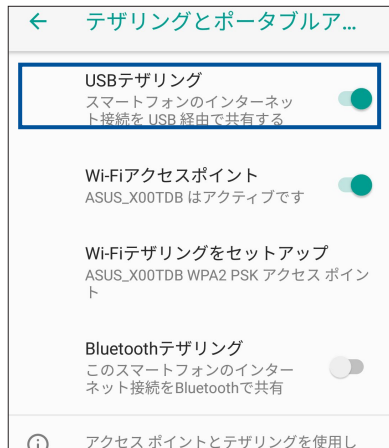 テザリングとポータブルア...
USBテザリング
スマートフォンのインターネッ
ト接続を USB 経由で共有する
Wi-Fiアクセスポイント
ASUS_X00TDB はアクティブです
Wi-Fiテザリングをセットアップ
ASUS_X00TDB WPA2 PSK アクセス ポイン
ト
Bluetoothテザリング
このスマートフォンのインター
ネット接続をBluetoothで共有
アクセス ポイントとテザリングを使用し